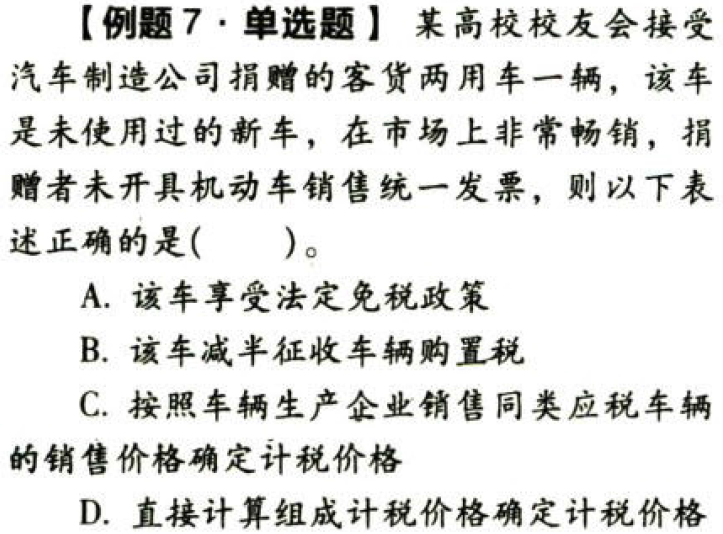 【例题7·单选题】 某高校校友会接受
汽车制造公司捐赠的客货两用车一辆，该车
是未使用过的新车，在市场上非常畅销，捐
赠者未开具机动车销售统一发票，则以下表
述正确的是(　　)。
A. 该车享受法定免税政策
B. 该车减半征收车辆购置税
C. 按照车辆生产企业销售同类应税车辆
的销售价格确定计税价格
D. 直接计算组成计税价格确定计税价格